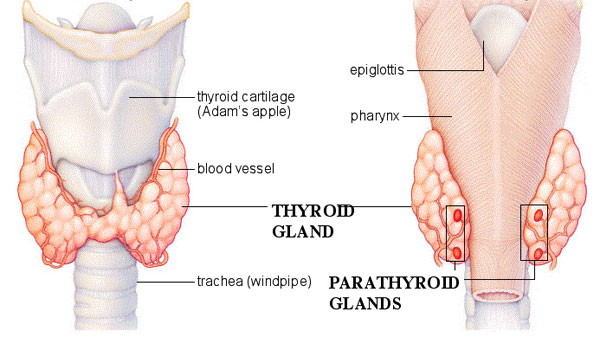 epiglottis
thyroid cartilage
(Adam's apple)
pharynx
blood vessel
THYROID
GLAND
trachea (windpipe)
PARATHYROID
GLANDS